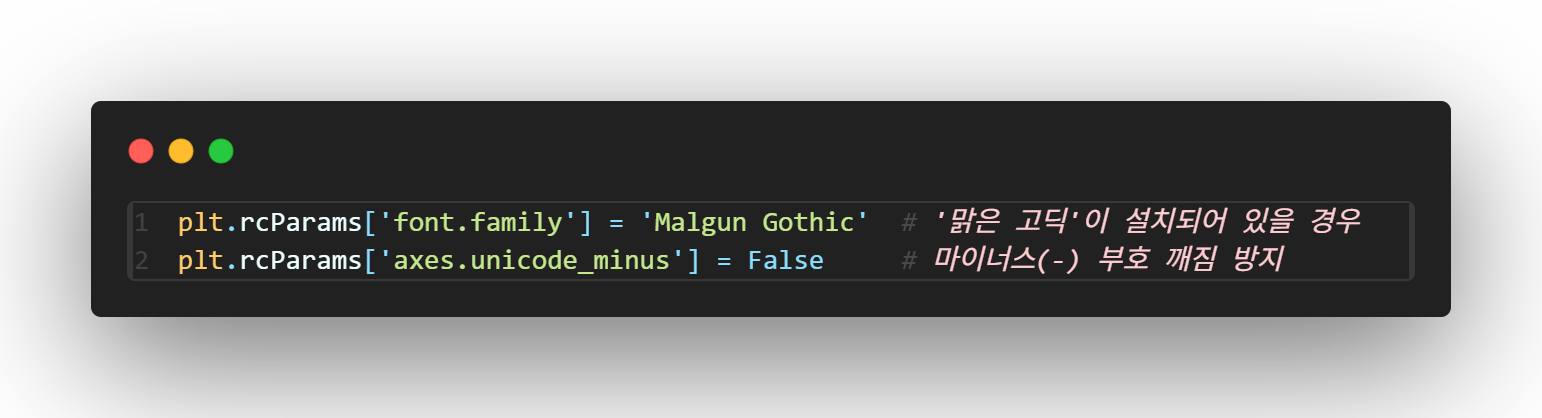 1 plt.rcParams['font.family'] = 'Malgun Gothic'  # '맑은 고딕'이 설치되어 있을 경우
2 plt.rcParams['axes.unicode_minus'] = False     # 마이너스(-) 부호 깨짐 방지